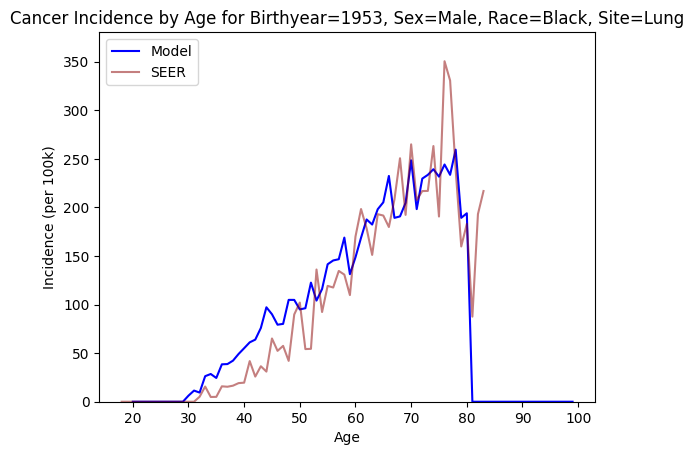 Cancer Incidence by Age for Birthyear=1953, Sex=Male, Race=Black, Site=Lung
Model
SEER
350
300
250
200
150
100
50
0
Incidence (per 100k)
20 30 40 50 60 70 80 90 100
Age